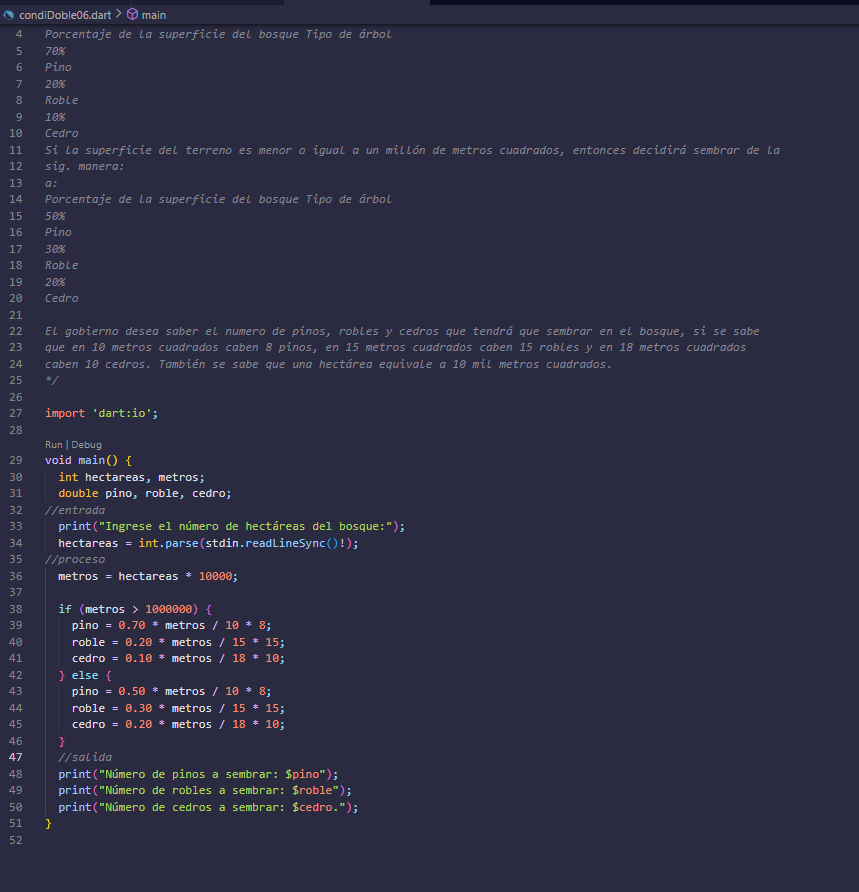 condiDoble06.dart > main
4 Porcentaje de la superficie del bosque Tipo de árbol
5 70%
6 Pino
7 20%
8 Roble
9 10%
10 Cedro
11 Si la superficie del terreno es menor o igual a un millón de metros cuadrados, entonces decidirá sembrar de la
12 sig. manera:
13 a:
14 Porcentaje de la superficie del bosque Tipo de árbol
15 50%
16 Pino
17 30%
18 Roble
19 20%
20 Cedro
21
22 El gobierno desea saber el numero de pinos, robles y cedros que tendrá que sembrar en el bosque, si se sabe
23 que en 10 metros cuadrados caben 8 pinos, en 15 metros cuadrados caben 15 robles y en 18 metros cuadrados
24 caben 10 cedros. También se sabe que una hectárea equivale a 10 mil metros cuadrados.
25 */
26
27 import 'dart:io';
28
Run | Debug
29 void main() {
30   int hectareas, metros;
31   double pino, roble, cedro;
32 //entrada
33   print("Ingrese el número de hectáreas del bosque:");
34   hectareas = int.parse(stdin.readLineSync()!);
35 //proceso
36   metros = hectareas * 10000;
37
38   if (metros > 1000000) {
39     pino = 0.70 * metros / 10 * 8;
40     roble = 0.20 * metros / 15 * 15;
41     cedro = 0.10 * metros / 18 * 10;
42   } else {
43     pino = 0.50 * metros / 10 * 8;
44     roble = 0.30 * metros / 15 * 15;
45     cedro = 0.20 * metros / 18 * 10;
46   }
47   //salida
48   print("Número de pinos a sembrar: $pino");
49   print("Número de robles a sembrar: $roble");
50   print("Número de cedros a sembrar: $cedro.");
51 }
52